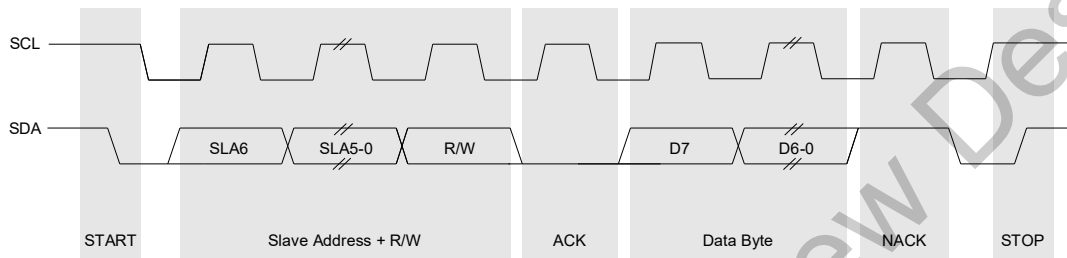 SCL
SDA
SLA6 SLA5-0 R/W D7 D6-0
START Slave Address + R/W ACK Data Byte NACK STOP